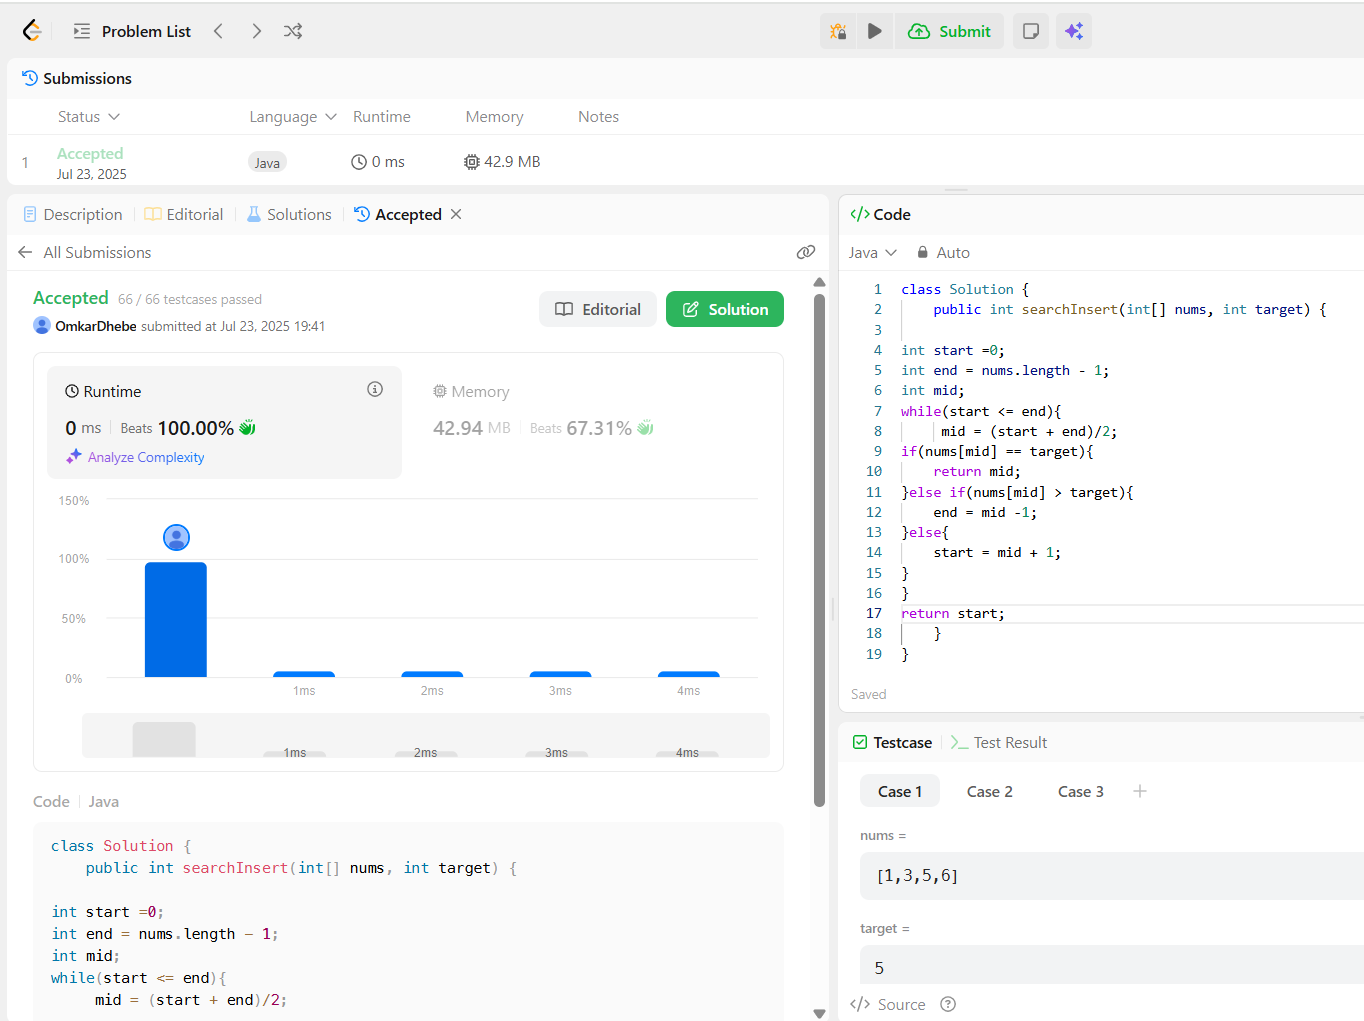 Problem List
Submit
Submissions
Status Language Runtime Memory Notes
1 Accepted Java 0 ms 42.9 MB
Jul 23, 2025
Description Editorial Solutions Accepted
All Submissions
Accepted 66 / 66 testcases passed
OmkarDhebe submitted at Jul 23, 2025 19:41
Editorial
Solution
Runtime
0 ms Beats 100.00%
Analyze Complexity
Memory
42.94 MB Beats 67.31%
150%
100%
50%
0%
1ms 2ms 3ms 4ms
1ms 2ms 3ms 4ms
Code Java
class Solution {
public int searchInsert(int[] nums, int target) {
int start =0;
int end = nums.length - 1;
int mid;
while(start <= end){
mid = (start + end)/2;
</> Code
Java Auto
1 class Solution {
2 public int searchInsert(int[] nums, int target) {
3
4 int start =0;
5 int end = nums.length - 1;
6 int mid;
7 while(start <= end){
8 mid = (start + end)/2;
9 if(nums[mid] == target){
10 return mid;
11 }else if(nums[mid] > target){
12 end = mid -1;
13 }else{
14 start = mid + 1;
15 }
16 }
17 return start;
18 }
19 }
Saved
Testcase >_ Test Result
Case 1 Case 2 Case 3 +
nums =
[1,3,5,6]
target =
5
</> Source ?